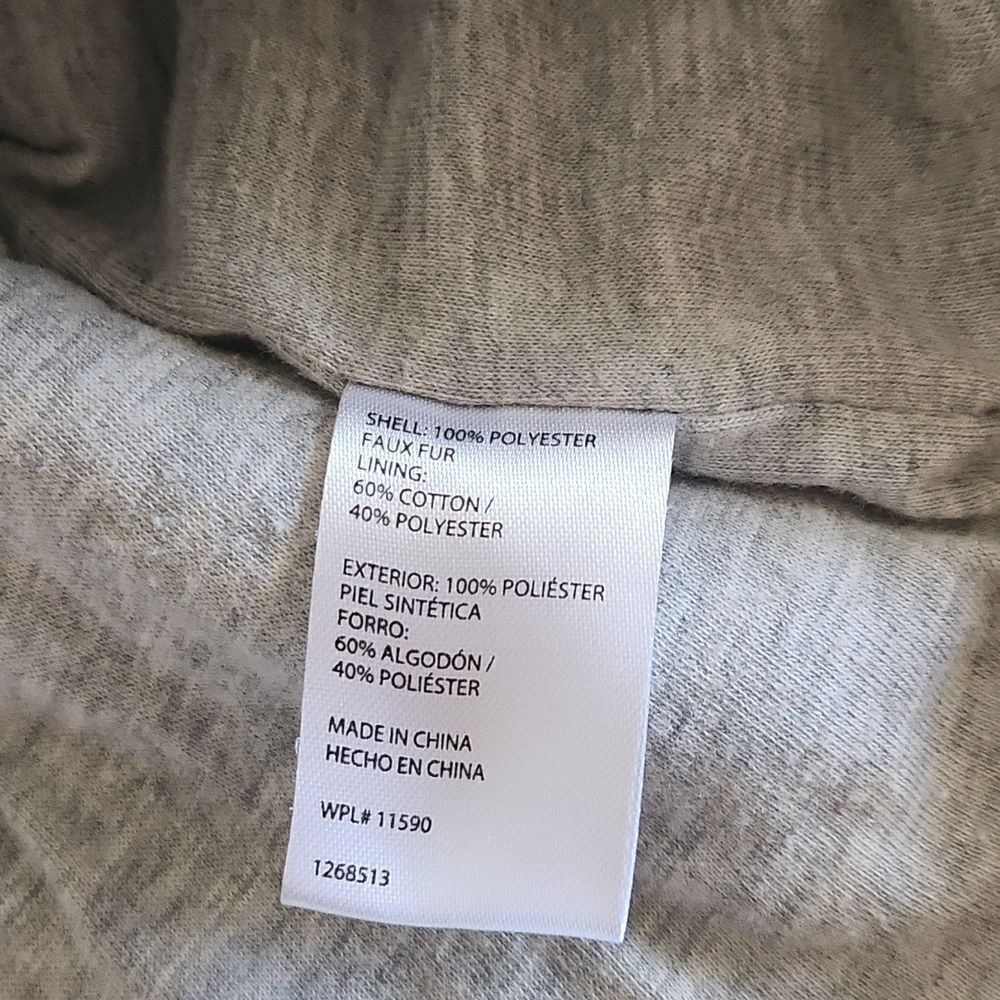 SHELL: 100% POLYESTER
FAUX FUR
LINING:
60% COTTON /
40% POLYESTER
EXTERIOR: 100% POLIÉSTER
PIEL SINTÉTICA
FORRO:
60% ALGODÓN /
40% POLIÉSTER
MADE IN CHINA
HECHO EN CHINA
WPL# 11590
1268513